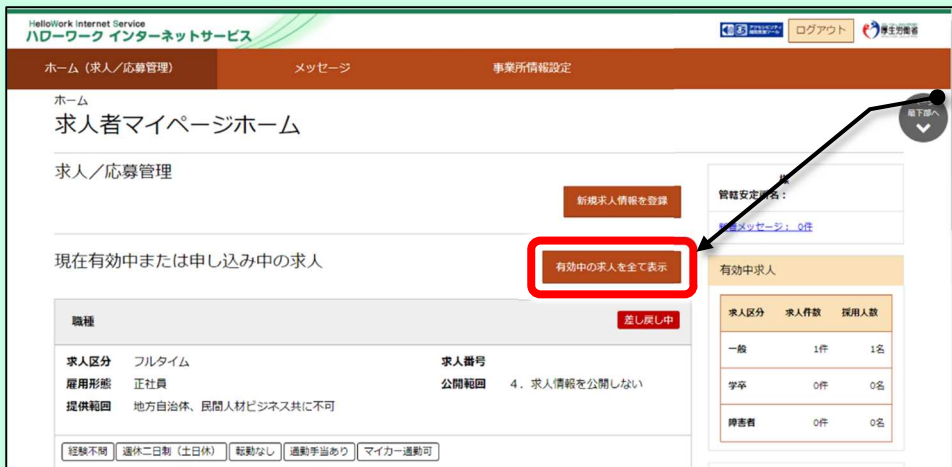 HelloWork Internet Service
ハローワーク インターネットサービス
ログアウト
厚生労働省
ホーム（求人／応募管理）
メッセージ
事業所情報設定
ホーム
求人者マイページホーム
最下部へ
求人／応募管理
新規求人情報を登録
様
管轄安定所名：
新着メッセージ： 0件
現在有効中または申し込み中の求人
有効中の求人を全て表示
有効中求人
職種
差し戻し中
求人区分 求人件数 採用人数
一般 1件 1名
学卒 0件 0名
障害者 0件 0名
求人区分 フルタイム
求人番号
雇用形態 正社員
公開範囲 4．求人情報を公開しない
提供範囲 地方自治体、民間人材ビジネス共に不可
経験不問 週休二日制（土日休） 転勤なし 通勤手当あり マイカー通勤可